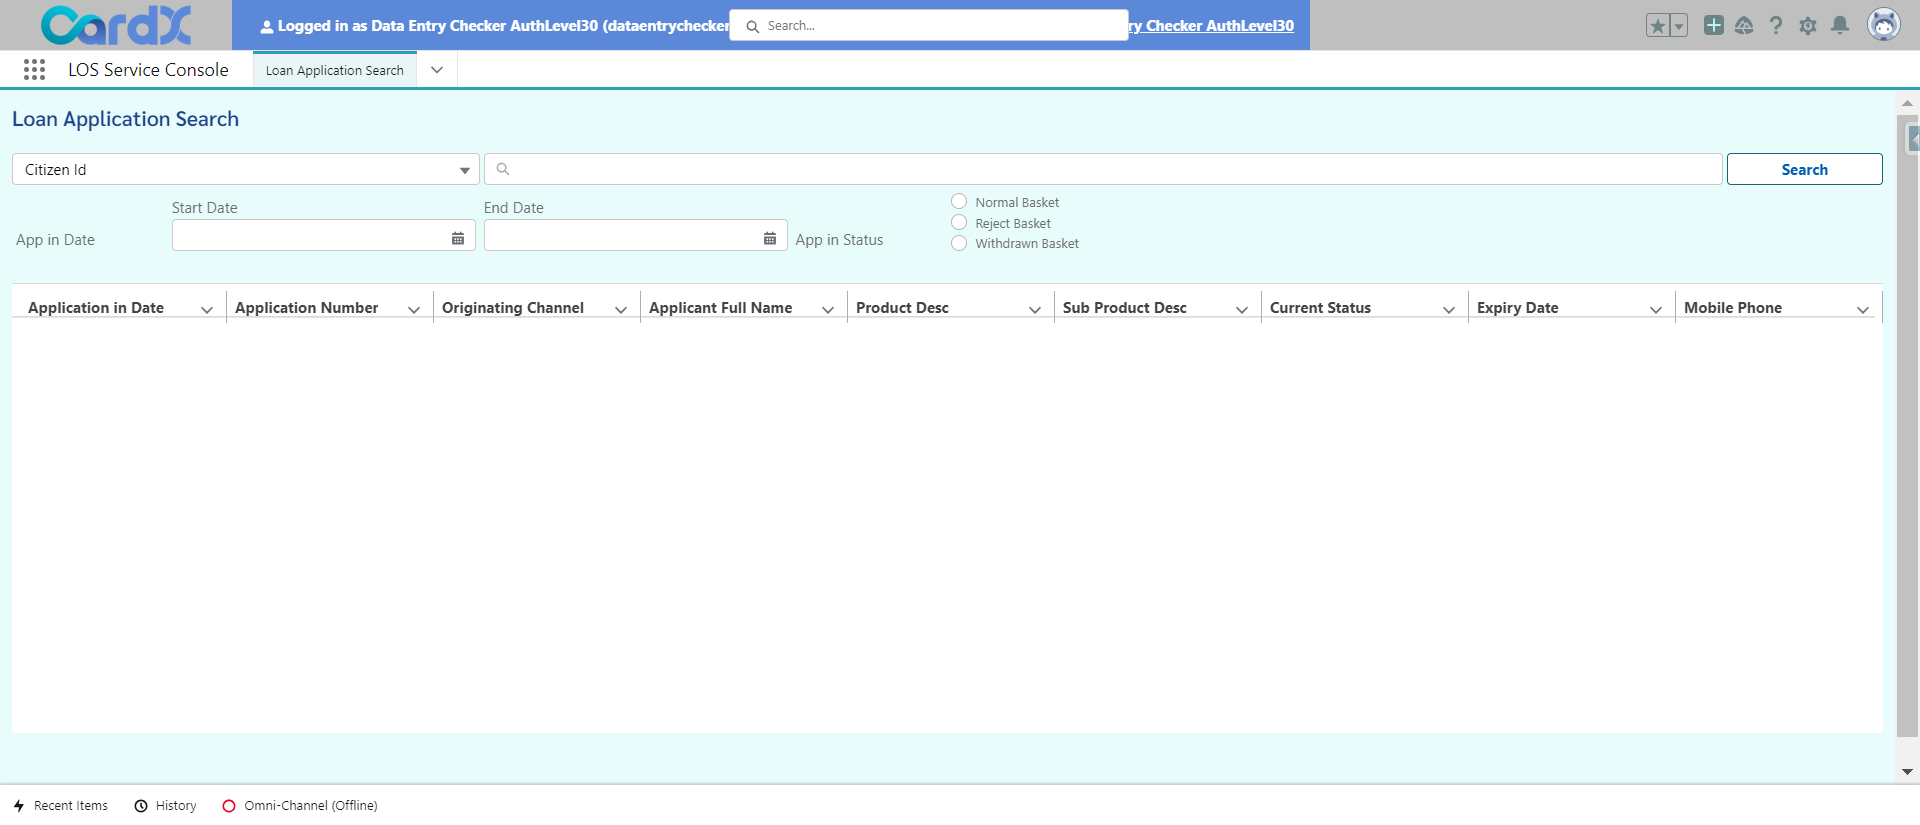 CardX
Logged in as Data Entry Checker AuthLevel30 (dataentrychecker
Search...
ry Checker AuthLevel30
LOS Service Console
Loan Application Search
Loan Application Search
Citizen Id
Search
Start Date
End Date
App in Date
App in Status
Normal Basket
Reject Basket
Withdrawn Basket
Application in Date
Application Number
Originating Channel
Applicant Full Name
Product Desc
Sub Product Desc
Current Status
Expiry Date
Mobile Phone
Recent Items
History
Omni-Channel (Offline)